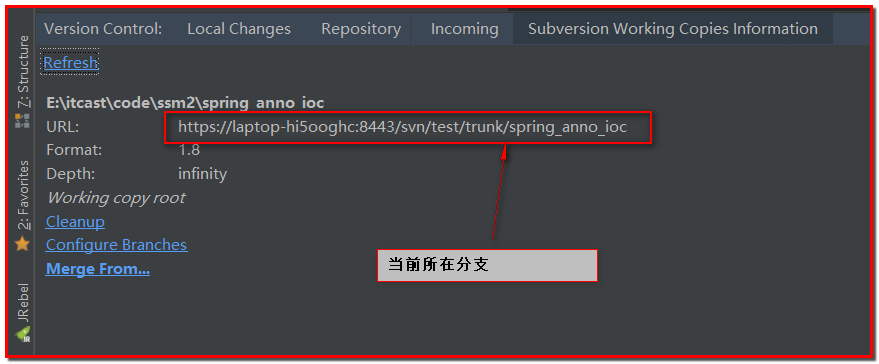 Version Control: Local Changes Repository Incoming Subversion Working Copies Information
Z: Structure
Refresh
E:\itcast\code\ssm2\spring_anno_ioc
URL: https://laptop-hi5ooghc:8443/svn/test/trunk/spring_anno_ioc
Format: 1.8
Depth: infinity
Working copy root
2: Favorites
Cleanup
Configure Branches
Merge From...
当前所在分支
JRebel
JR